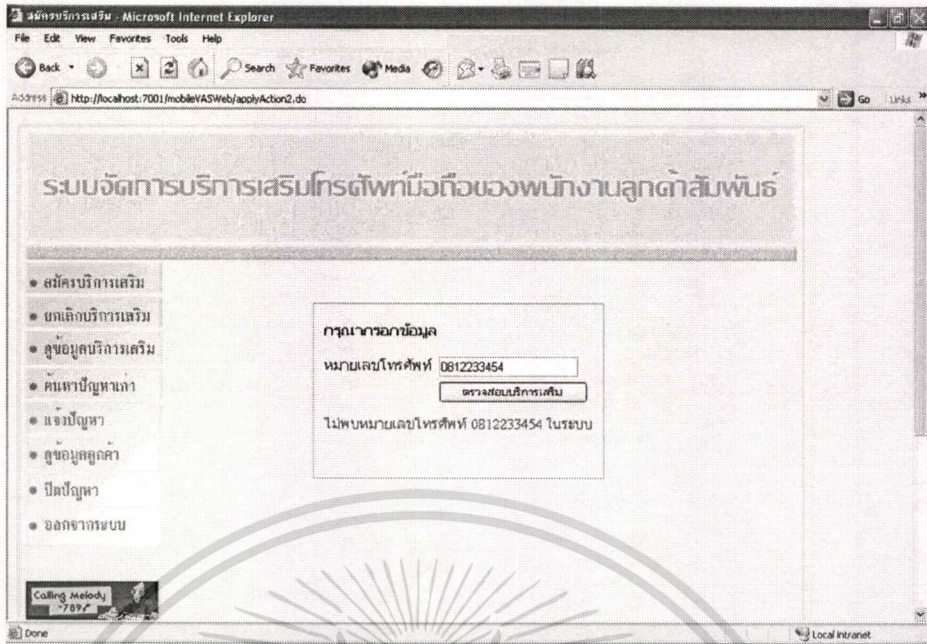 สมัครบริการเสริม - Microsoft Internet Explorer
File Edit View Favorites Tools Help
Back Search Favorites Media
Address http://localhost:7001/mobileVASWeb/applyAction2.do Go Links
ระบบจัดการบริการเสริมโทรศัพท์มือถือของพนักงานลูกค้าสัมพันธ์
สมัครบริการเสริม
ยกเลิกบริการเสริม
ดูข้อมูลบริการเสริม
ค้นหาปัญหาเก่า
แจ้งปัญหา
ดูข้อมูลลูกค้า
ปิดปัญหา
ออกจากระบบ
กรุณากรอกข้อมูล
หมายเลขโทรศัพท์ 0812233454
ตรวจสอบบริการเสริม
ไม่พบหมายเลขโทรศัพท์ 0812233454 ในระบบ
Calling Melody
*789
Done Local intranet